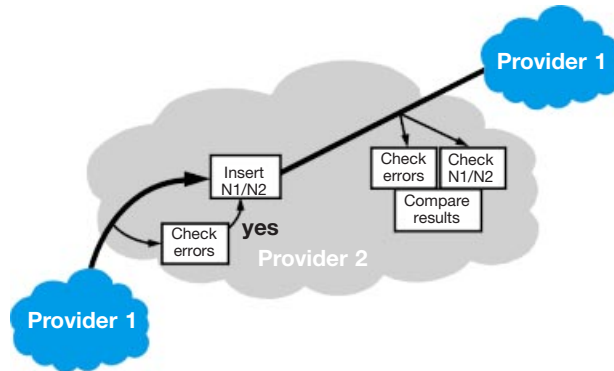 Provider 1
Insert
N1/N2
Check
errors
Check
N1/N2
Compare
results
yes
Check
errors
Provider 2
Provider 1